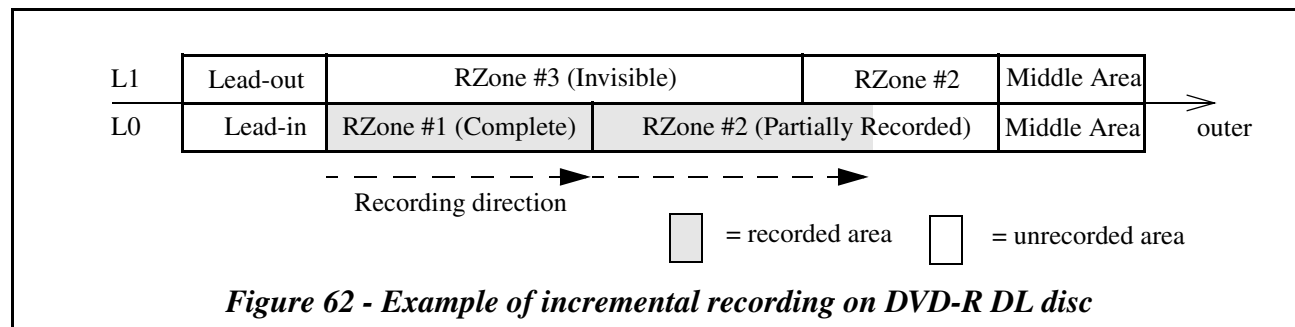 L1 Lead-out RZone #3 (Invisible) RZone #2 Middle Area
L0 Lead-in RZone #1 (Complete) RZone #2 (Partially Recorded) Middle Area
outer
Recording direction
= recorded area = unrecorded area
Figure 62 - Example of incremental recording on DVD-R DL disc